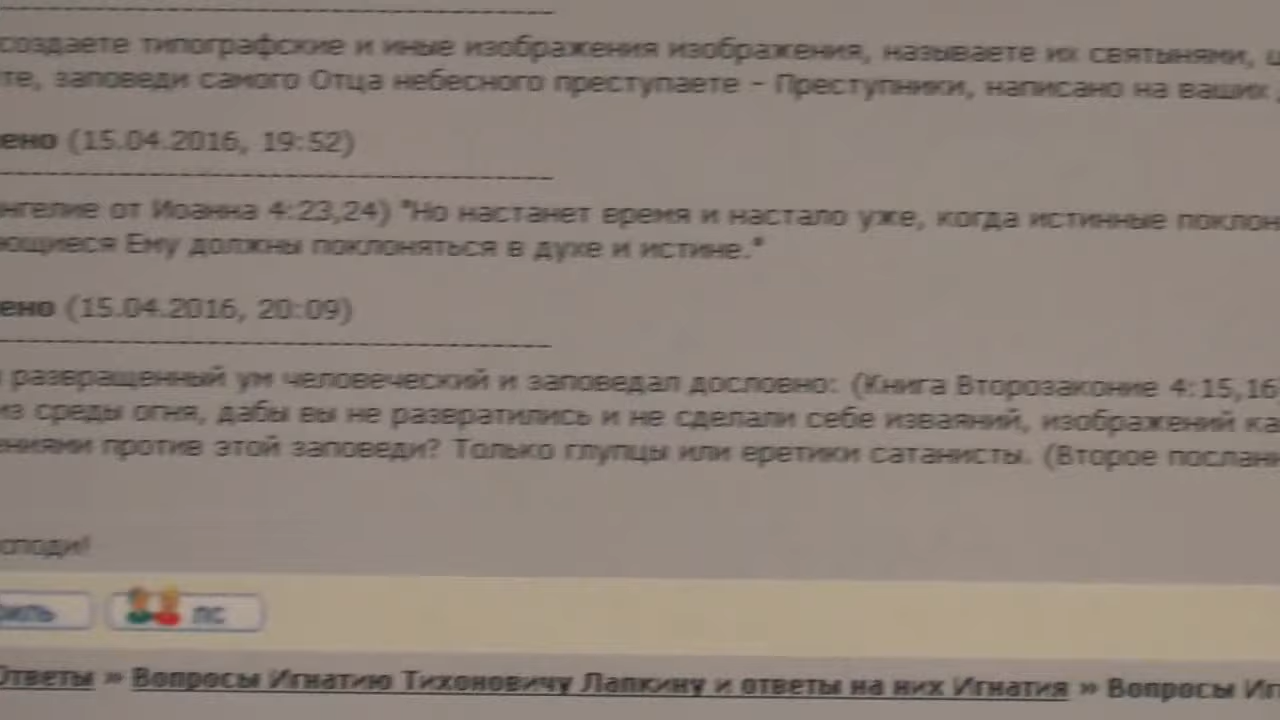 ---------------------------------------------------------
создаете типографские и иные изображения изображения, называете их святынями,
те, заповеди самого Отца небесного преступаете - Преступники, написано на ваших
ено (15.04.2016, 19:52)
---------------------------------------------------------
нгелие от Иоанна 4:23,24) "Но настанет время и настало уже, когда истинные поклон
ющиеся Ему должны поклоняться в духе и истине."
ено (15.04.2016, 20:09)
---------------------------------------------------------
развращенный ум человеческий и заповедал дословно: (Книга Второзаконие 4:15,16
из среды огня, дабы вы не развратились и не сделали себе изваяний, изображений ка
ниями против этой заповеди? Только глупцы или еретики сатанисты. (Второе послани
споди!
иль лс
Ответы » Вопросы Игнатию Тихоновичу Лапкину и ответы на них Игнатия » Вопросы Иг